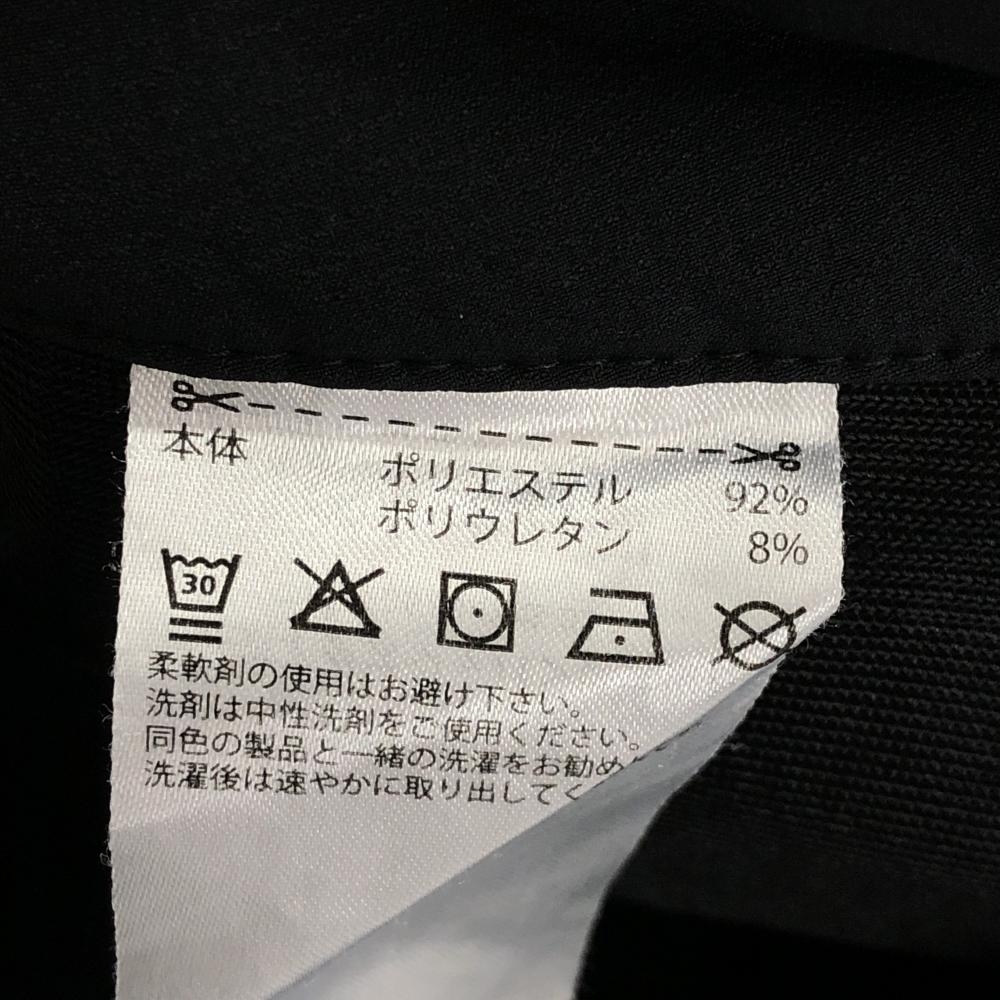 本体
ポリエステル 92%
ポリウレタン 8%
30
柔軟剤の使用はお避け下さい。
洗剤は中性洗剤をご使用ください。
同色の製品と一緒の洗濯をお勧め
洗濯後は速やかに取り出してく